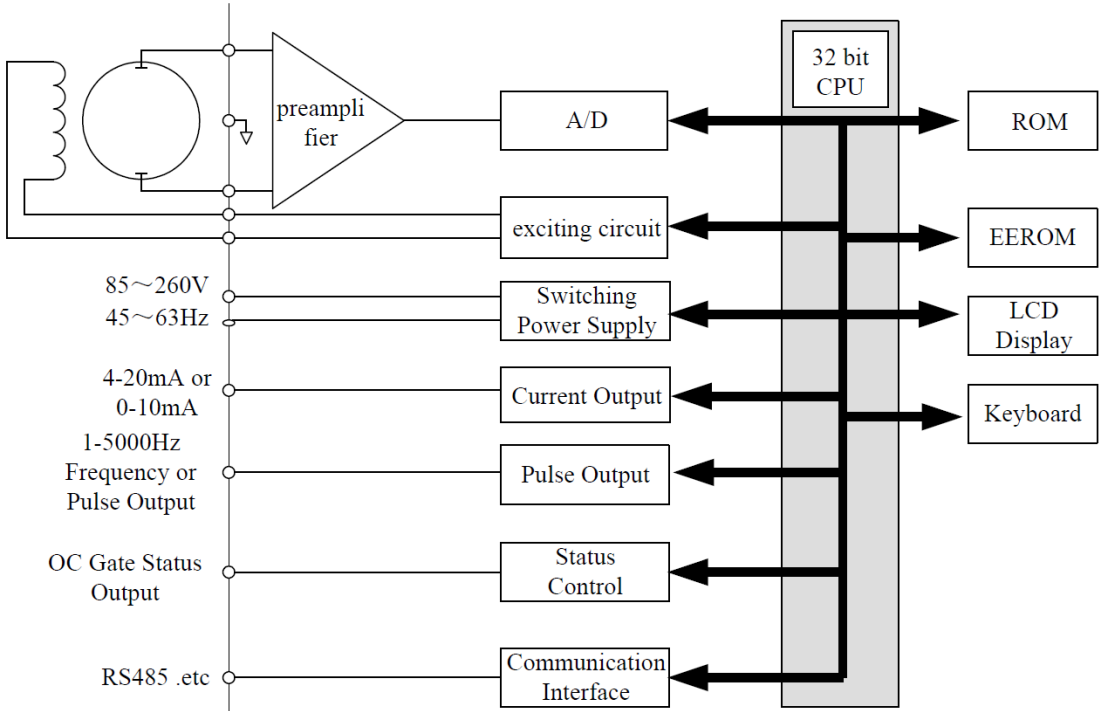 32 bit
CPU
preampli
fier
A/D
ROM
exciting circuit
EEROM
85～260V
45～63Hz
Switching
Power Supply
LCD
Display
4-20mA or
0-10mA
Current Output
Keyboard
1-5000Hz
Frequency or
Pulse Output
Pulse Output
OC Gate Status
Output
Status
Control
RS485 .etc
Communication
Interface